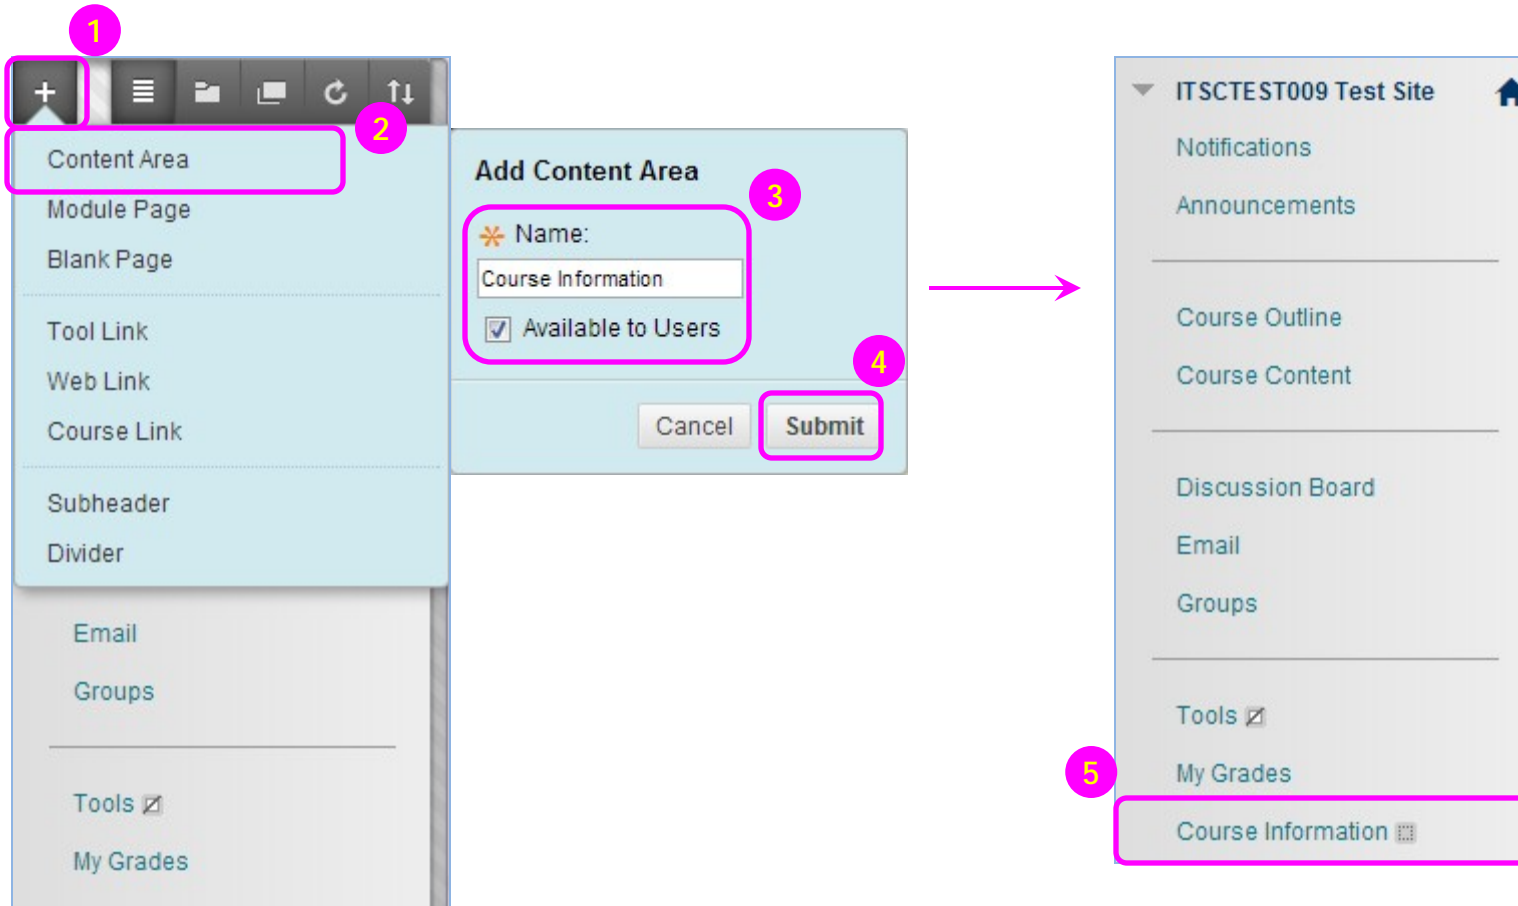 1
+
2
Content Area
Module Page
Blank Page
Tool Link
Web Link
Course Link
Subheader
Divider
Email
Groups
Tools
My Grades
Add Content Area
3
Name:
Course Information
Available to Users
4
Cancel
Submit
ITSCTEST009 Test Site
Notifications
Announcements
Course Outline
Course Content
Discussion Board
Email
Groups
Tools
My Grades
5
Course Information